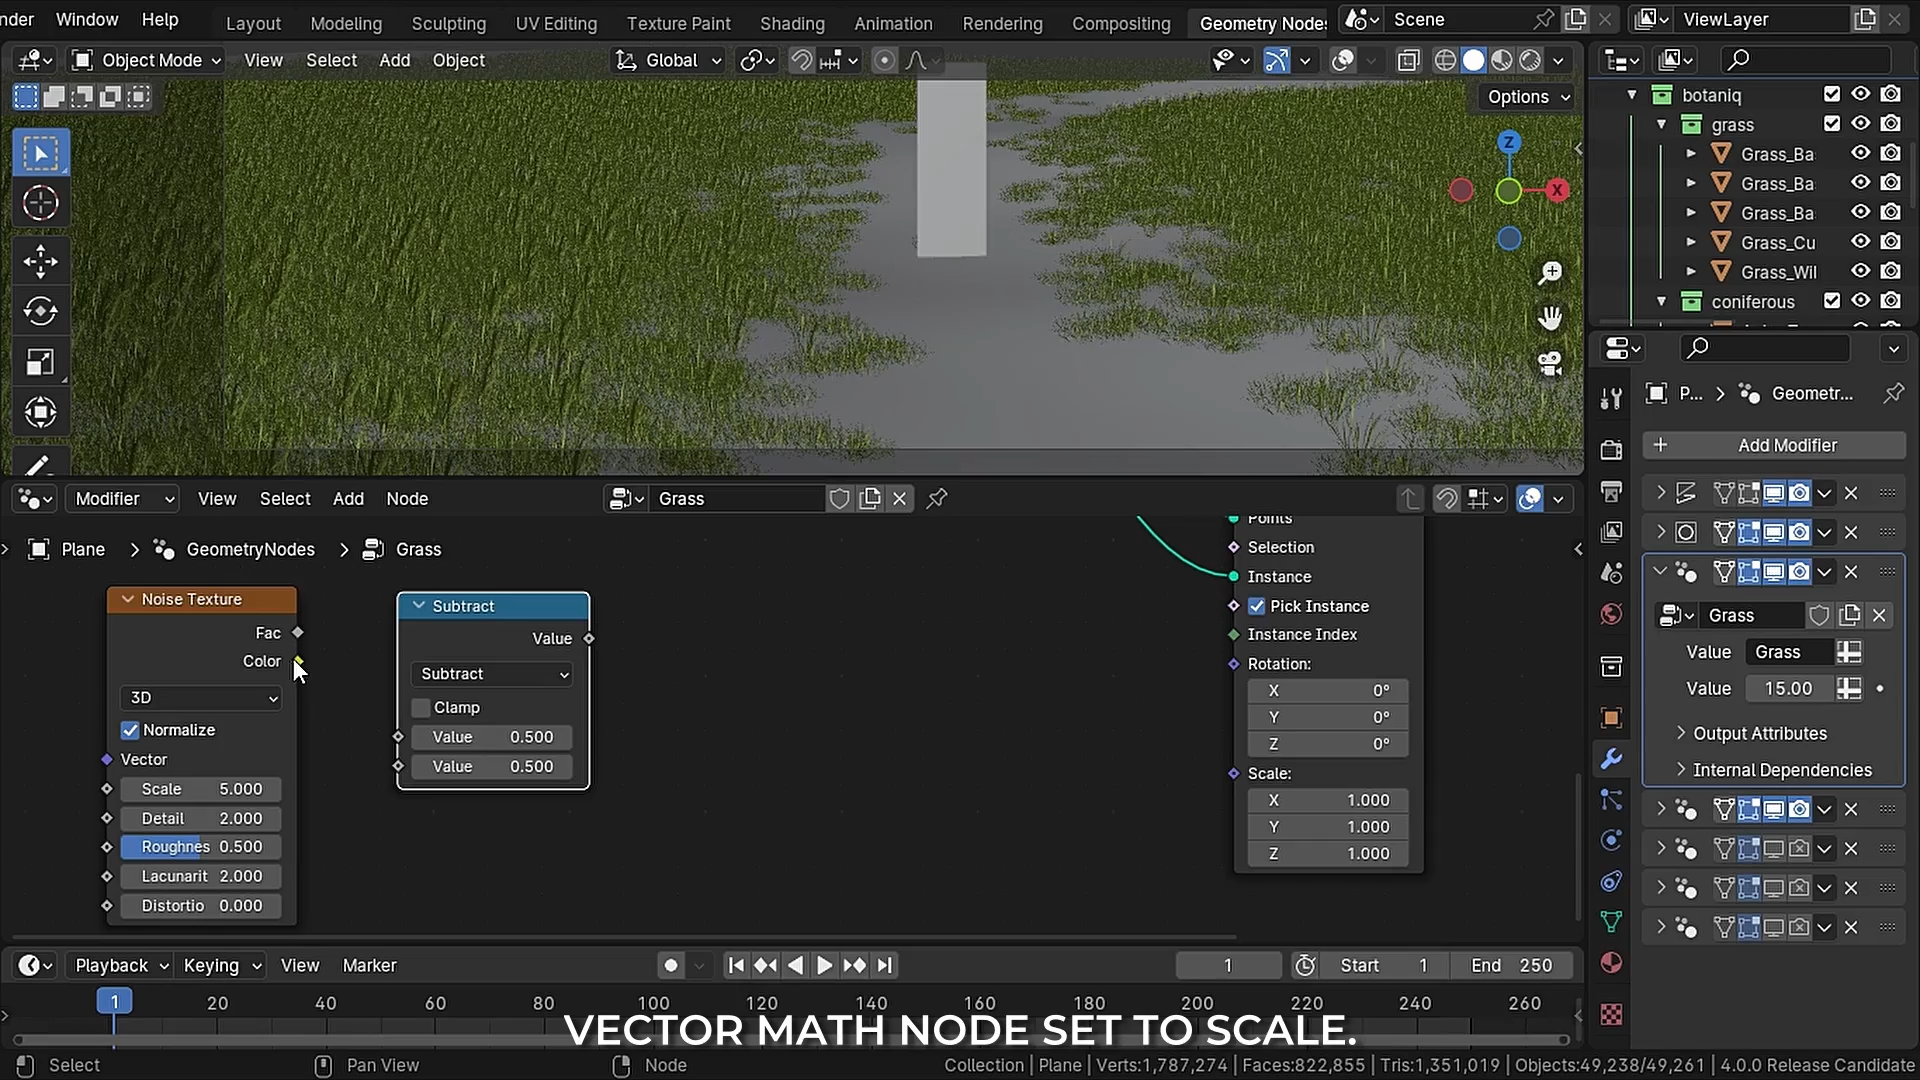 nder Window Help
Layout Modeling Sculpting UV Editing Texture Paint Shading Animation Rendering Compositing Geometry Nodes
Scene
ViewLayer
Object Mode View Select Add Object
Global
Options
Z
X
botaniq
grass
Grass_Ba
Grass_Ba
Grass_Ba
Grass_Cu
Grass_Wil
coniferous
P... Geometr...
Add Modifier
Grass
Value Grass
Value 15.00
Output Attributes
Internal Dependencies
Modifier View Select Add Node
Grass
Plane GeometryNodes Grass
Noise Texture
Fac
Color
3D
Normalize
Vector
Scale 5.000
Detail 2.000
Roughnes 0.500
Lacunarit 2.000
Distortio 0.000
Subtract
Value
Subtract
Clamp
Value 0.500
Value 0.500
Points
Selection
Instance
Pick Instance
Instance Index
Rotation:
X 0°
Y 0°
Z 0°
Scale:
X 1.000
Y 1.000
Z 1.000
Playback Keying View Marker
1
Start 1
End 250
1 20 40 60 80 100 120 140 160 180 200 220 240 260
VECTOR MATH NODE SET TO SCALE.
Select
Pan View
Node
Collection | Plane | Verts:1,787,274 | Faces:822,855 | Tris:1,351,019 | Objects:49,238/49,261 | 4.0.0 Release Candidate